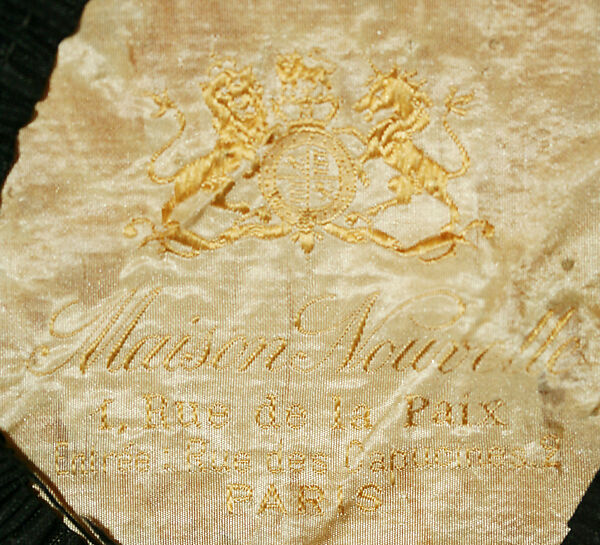 Maison Nouvelle
1, Rue de la Paix
Entrée: Rue des Capucines. 2
PARIS